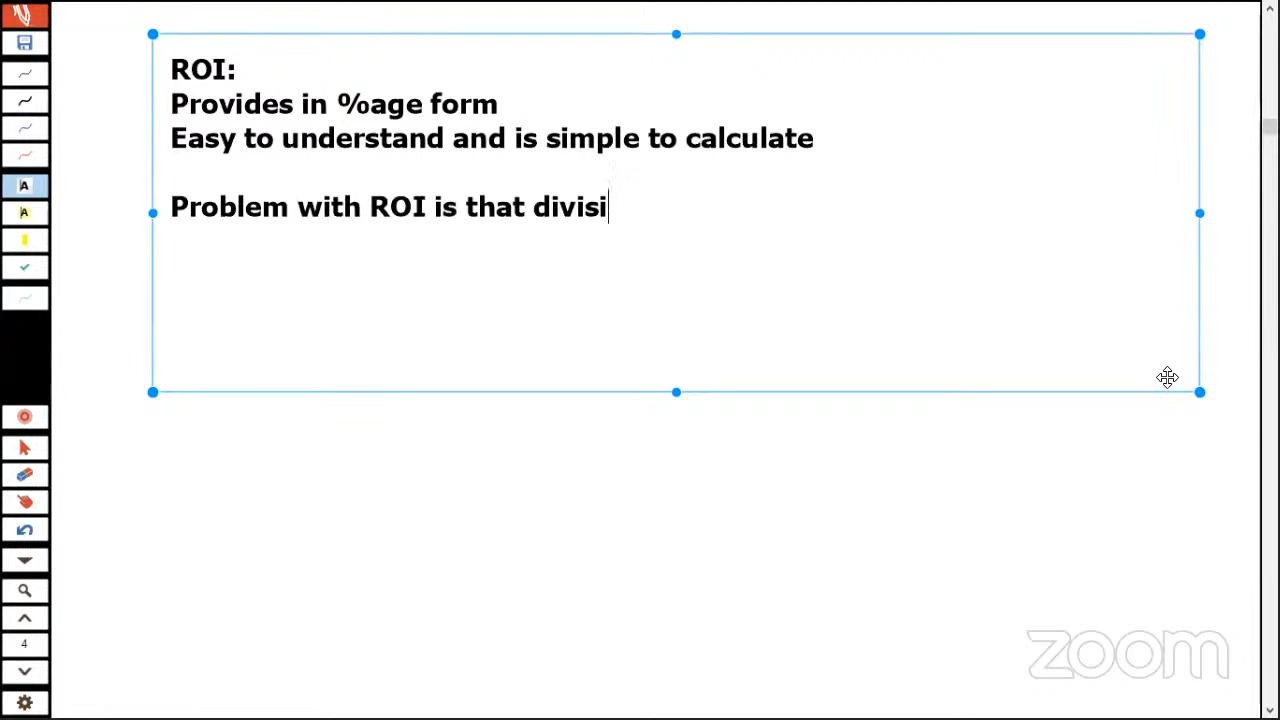 ROI:
Provides in %age form
Easy to understand and is simple to calculate
Problem with ROI is that divisi
A
A
4
zoom